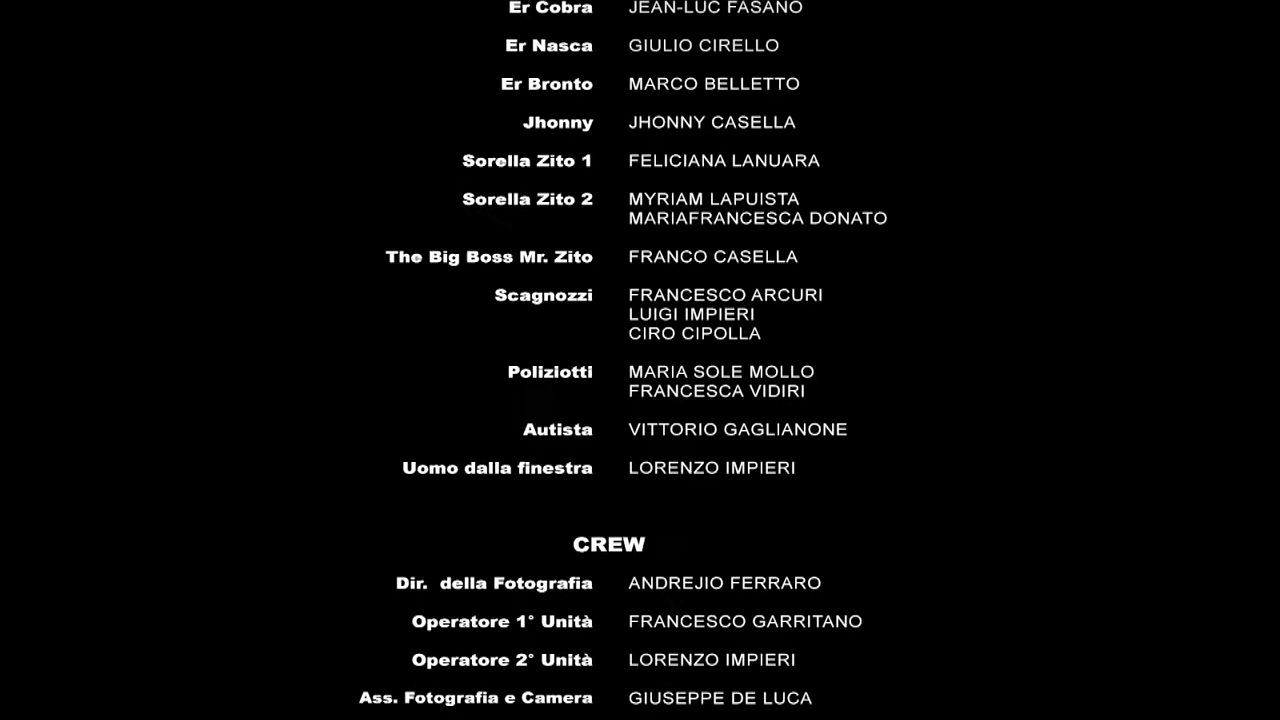 Er Cobra JEAN-LUC FASANO
Er Nasca GIULIO CIRELLO
Er Bronto MARCO BELLETTO
Jhonny JHONNY CASELLA
Sorella Zito 1 FELICIANA LANUARA
Sorella Zito 2 MYRIAM LAPUISTA
MARIAFRANCESCA DONATO
The Big Boss Mr. Zito FRANCO CASELLA
Scagnozzi FRANCESCO ARCURI
LUIGI IMPIERI
CIRO CIPOLLA
Poliziotti MARIA SOLE MOLLO
FRANCESCA VIDIRI
Autista VITTORIO GAGLIANONE
Uomo dalla finestra LORENZO IMPIERI
CREW
Dir. della Fotografia ANDREJIO FERRARO
Operatore 1° Unità FRANCESCO GARRITANO
Operatore 2° Unità LORENZO IMPIERI
Ass. Fotografia e Camera GIUSEPPE DE LUCA